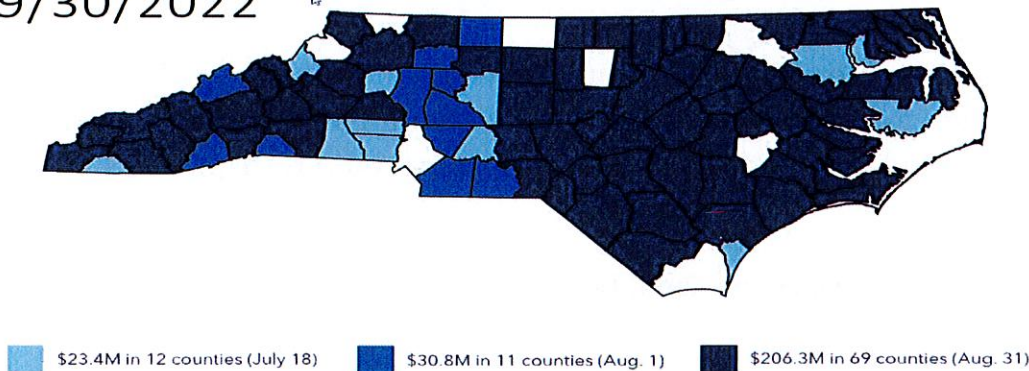 9/30/2022
$23.4M in 12 counties (July 18)
$30.8M in 11 counties (Aug. 1)
$206.3M in 69 counties (Aug. 31)